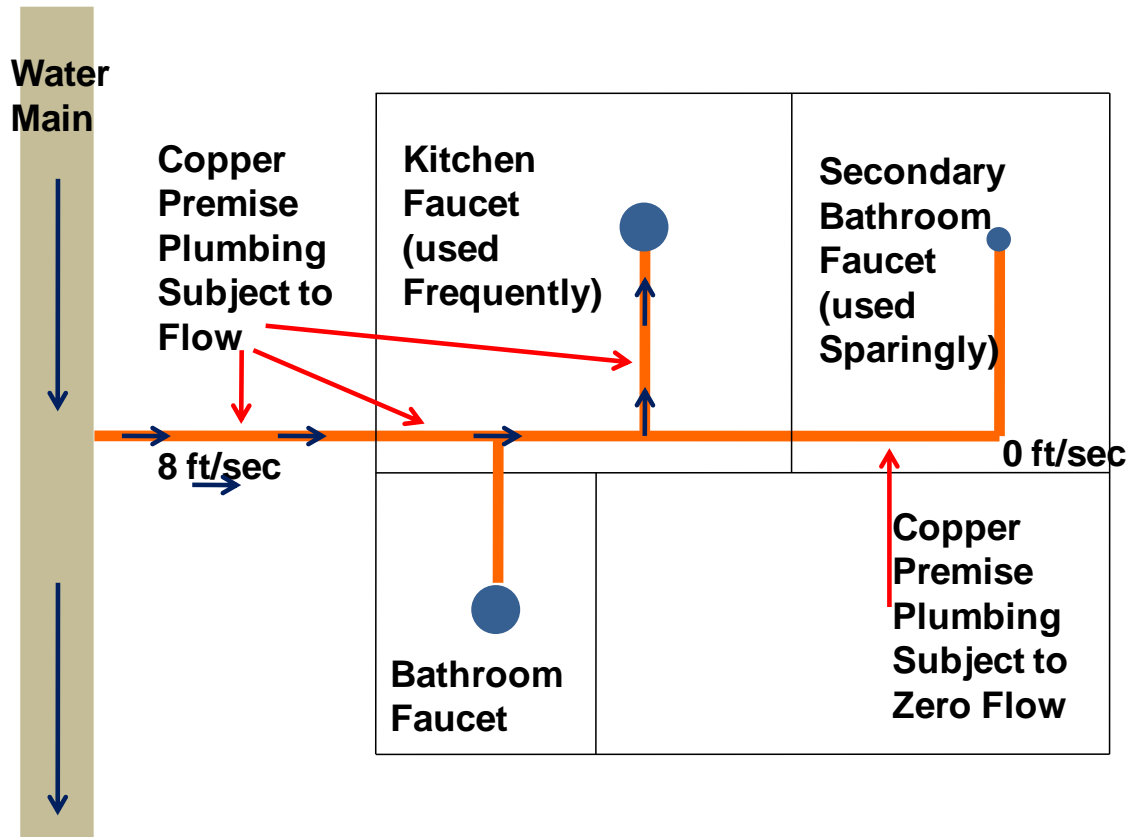 Water
Main
Copper
Premise
Plumbing
Subject to
Flow
Kitchen
Faucet
(used
Frequently)
Secondary
Bathroom
Faucet
(used
Sparingly)
8 ft/sec
0 ft/sec
Bathroom
Faucet
Copper
Premise
Plumbing
Subject to
Zero Flow